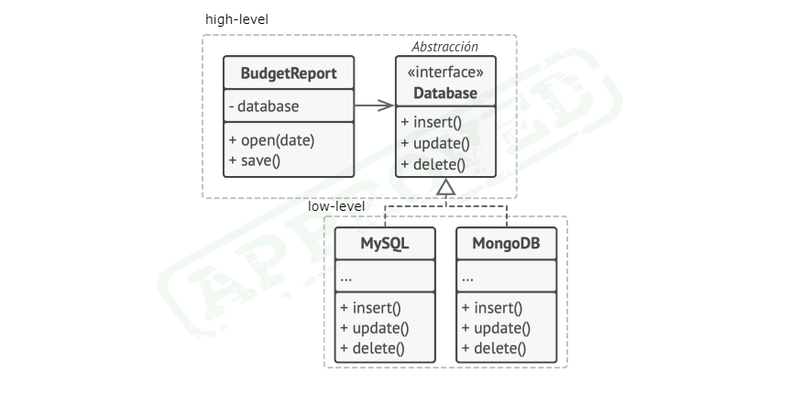 high-level
Abstracción
BudgetReport
- database
+ open(date)
+ save()
«interface»
Database
+ insert()
+ update()
+ delete()
low-level
MySQL
...
+ insert()
+ update()
+ delete()
MongoDB
...
+ insert()
+ update()
+ delete()
APPROVED